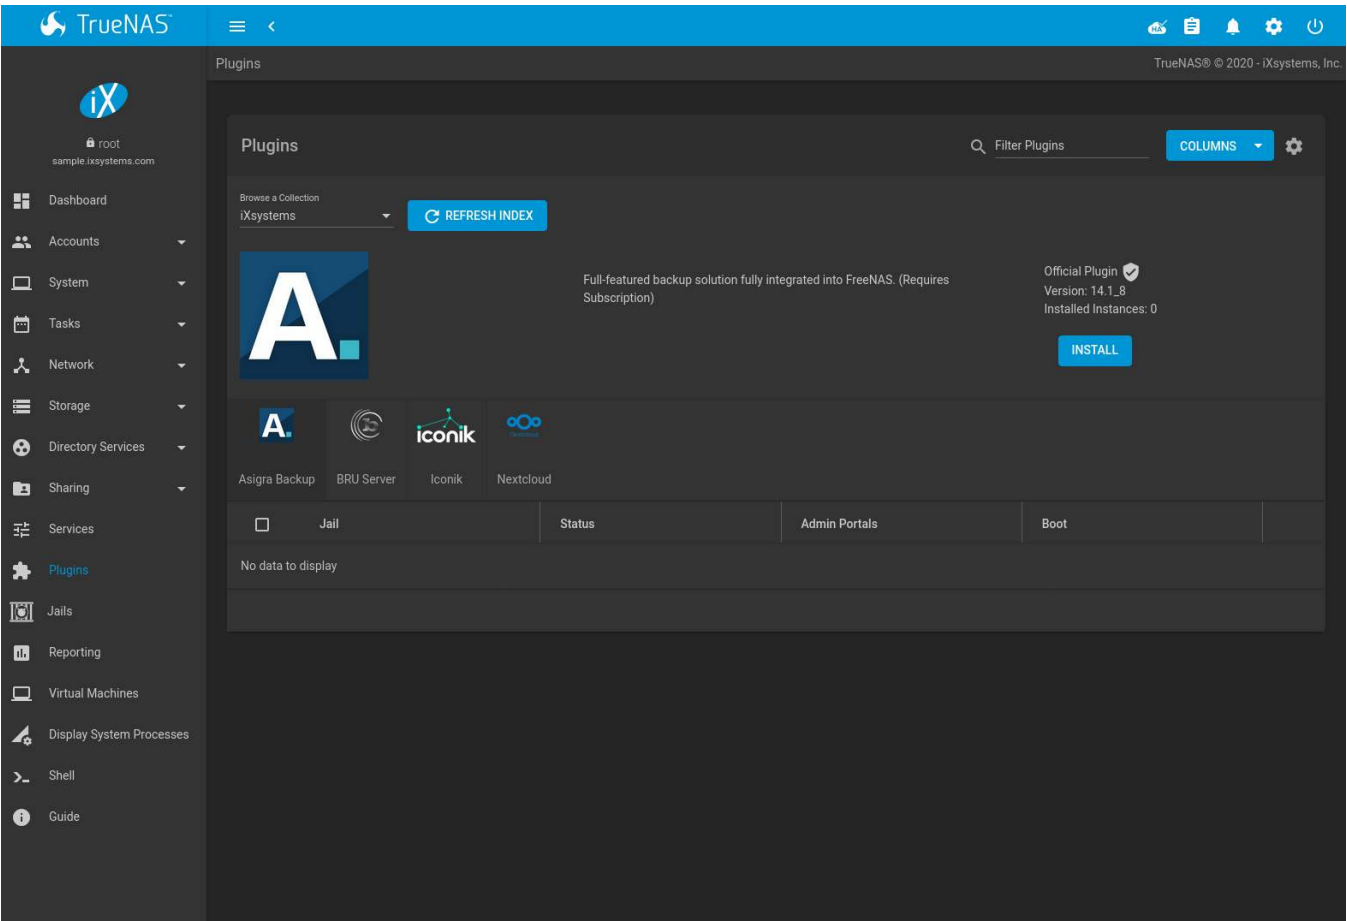 TrueNAS
HA
Plugins
TrueNAS® © 2020 - iXsystems, Inc.
iX
root
sample.ixsystems.com
Dashboard
Accounts
System
Tasks
Network
Storage
Directory Services
Sharing
Services
Plugins
Jails
Reporting
Virtual Machines
Display System Processes
Shell
Guide
Plugins
Filter Plugins
COLUMNS
Browse a Collection
iXsystems
REFRESH INDEX
A.
Full-featured backup solution fully integrated into FreeNAS. (Requires
Subscription)
Official Plugin
Version: 14.1_8
Installed Instances: 0
INSTALL
A.
iconik
Asigra Backup
BRU Server
Iconik
Nextcloud
Jail
Status
Admin Portals
Boot
No data to display